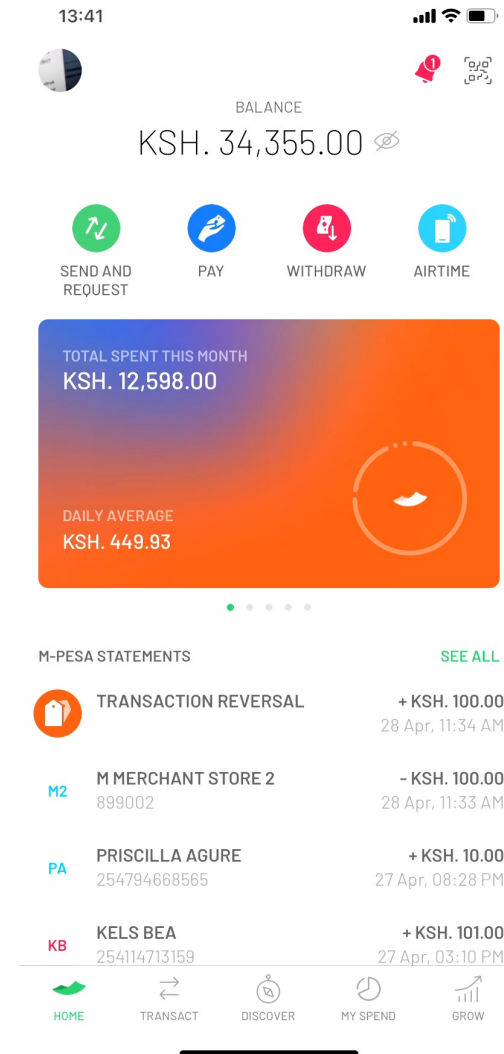 13:41
1
BALANCE
KSH. 34,355.00
SEND AND REQUEST
PAY
WITHDRAW
AIRTIME
TOTAL SPENT THIS MONTH
KSH. 12,598.00
DAILY AVERAGE
KSH. 449.93
M-PESA STATEMENTS
SEE ALL
TRANSACTION REVERSAL
+ KSH. 100.00
28 Apr, 11:34 AM
M2
M MERCHANT STORE 2
- KSH. 100.00
899002
28 Apr, 11:33 AM
PA
PRISCILLA AGURE
+ KSH. 10.00
254794668565
27 Apr, 08:28 PM
KB
KELS BEA
+ KSH. 101.00
254114713159
27 Apr, 03:10 PM
HOME
TRANSACT
DISCOVER
MY SPEND
GROW